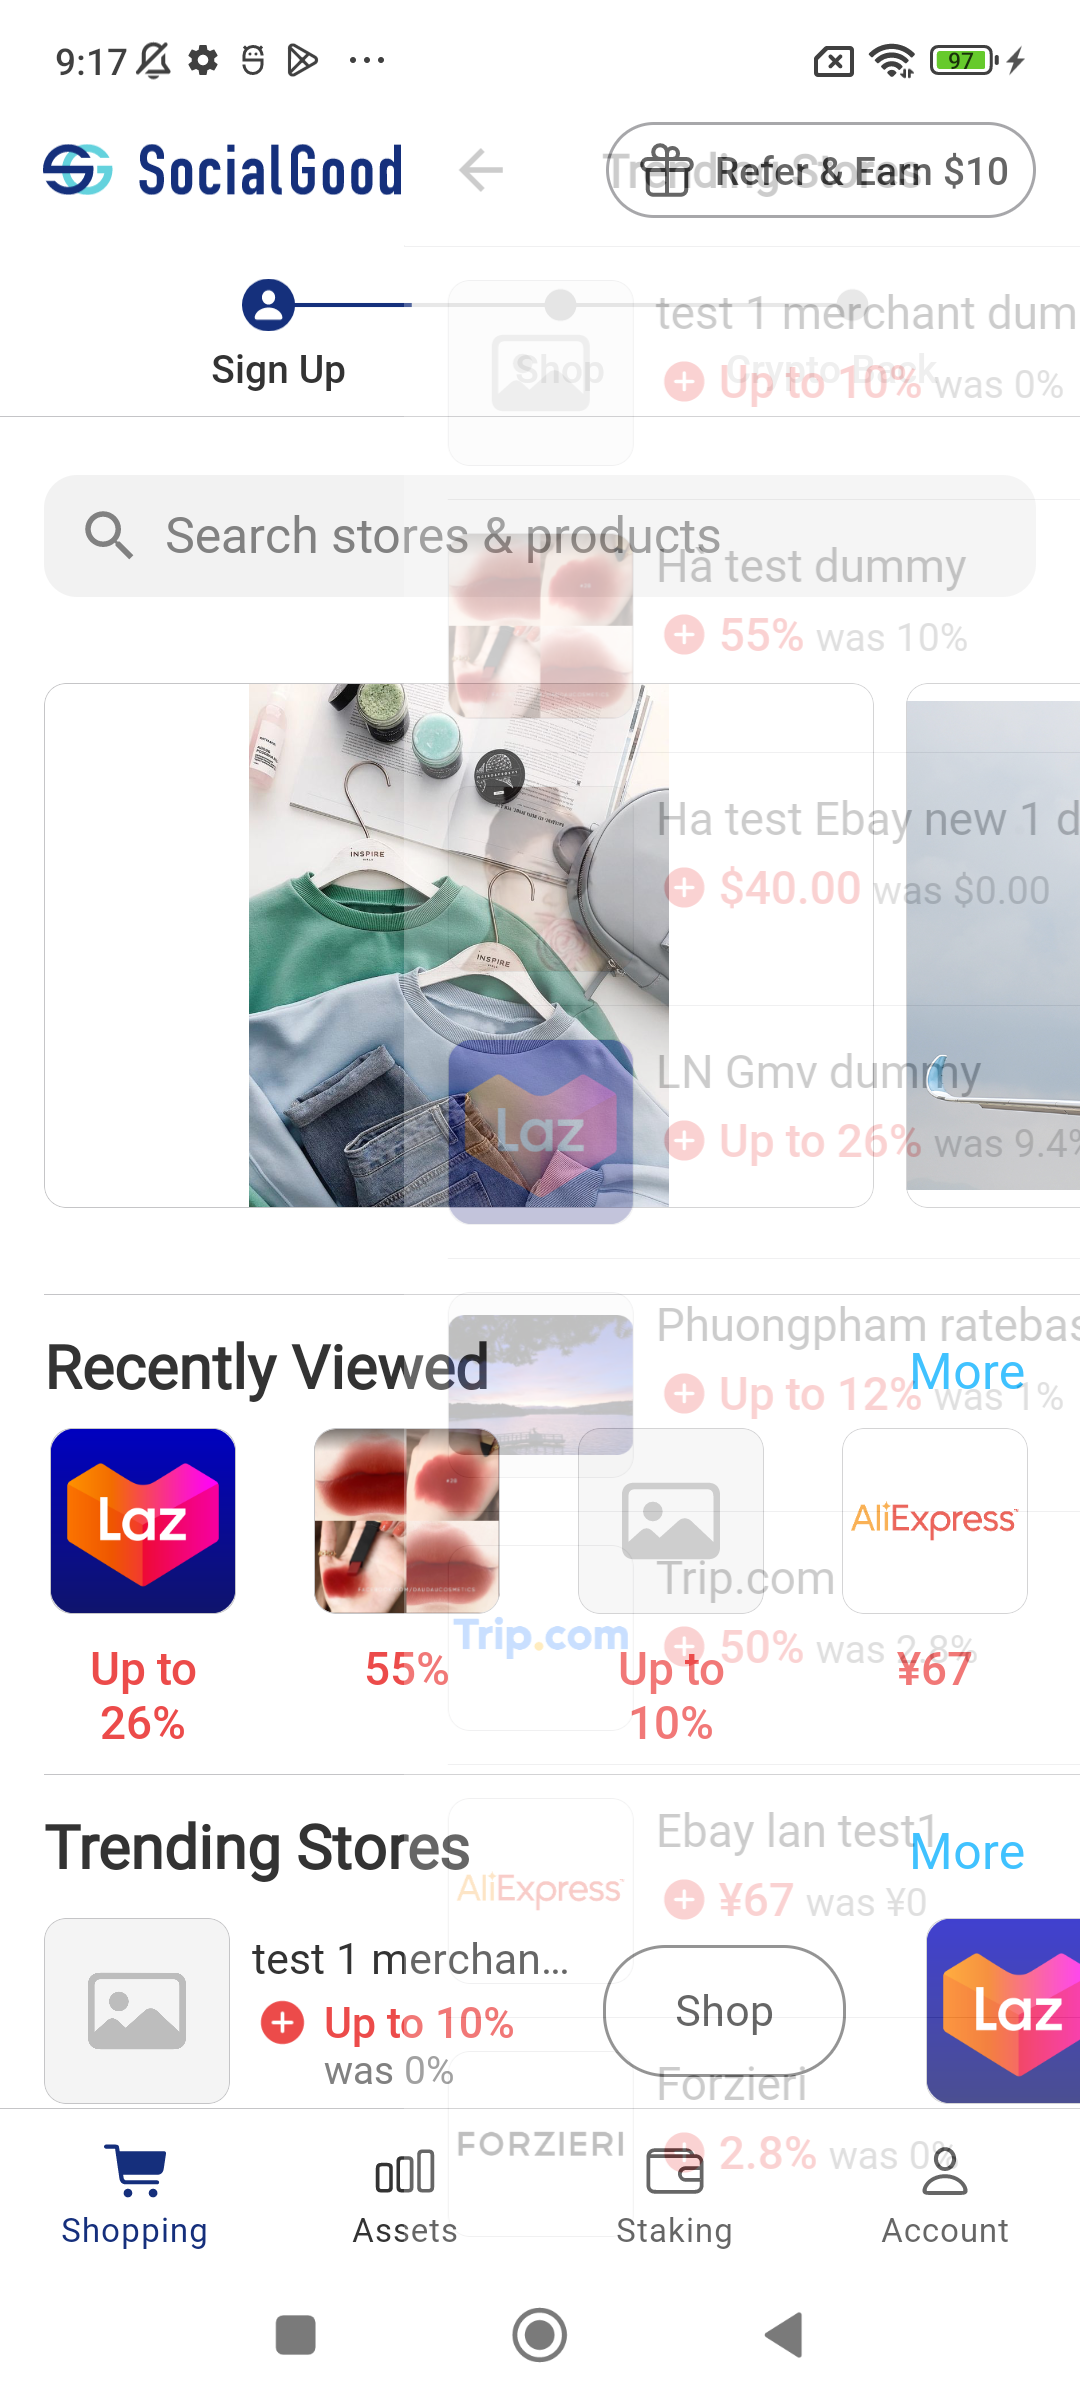 9:17
97
SocialGood
Refer & Earn $10
Trending Stores
Sign Up
Shop
Crypto Back
test 1 merchant dum
Up to 10% was 0%
Search stores & products
Ha test dummy
55% was 10%
INSPIRE
INSPIRE
Ha test Ebay new 1 d
$40.00 was $0.00
Laz
LN Gmv dummy
Up to 26% was 9.4%
Phuongpham ratebas
Up to 12% was 1%
Recently Viewed
More
Laz
AliExpress
Trip.com
Trip.com
50% was 2.8%
Up to
26%
55%
Up to
10%
¥67
Trending Stores
More
Ebay lan test1
AliExpress
¥67 was ¥0
test 1 merchan...
Up to 10%
was 0%
Shop
Laz
Forzieri
FORZIERI
2.8% was 0%
Shopping
Assets
Staking
Account